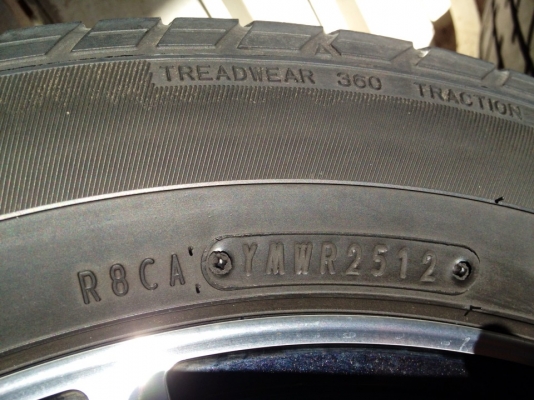 TREADWEAR 360 TRACTION
R8CA YMWR2512